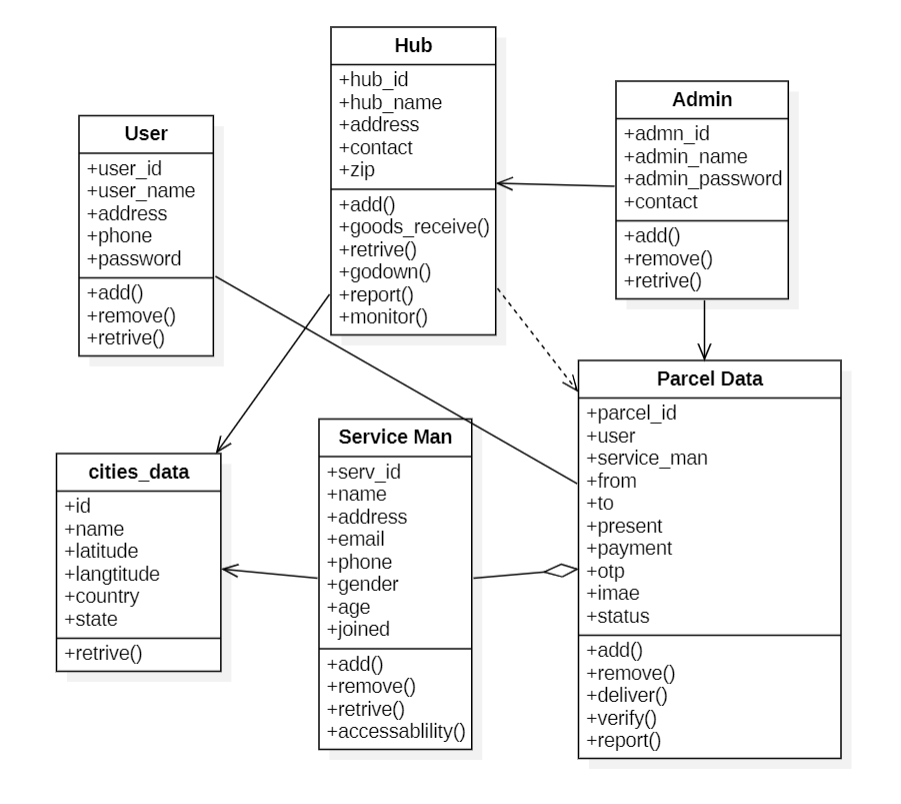 Hub
+hub_id
+hub_name
+address
+contact
+zip
+add()
+goods_receive()
+retrive()
+godown()
+report()
+monitor()
Admin
+admn_id
+admin_name
+admin_password
+contact
+add()
+remove()
+retrive()
User
+user_id
+user_name
+address
+phone
+password
+add()
+remove()
+retrive()
Parcel Data
+parcel_id
+user
+service_man
+from
+to
+present
+payment
+otp
+imae
+status
+add()
+remove()
+deliver()
+verify()
+report()
Service Man
+serv_id
+name
+address
+email
+phone
+gender
+age
+joined
+add()
+remove()
+retrive()
+accessablility()
cities_data
+id
+name
+latitude
+langtitude
+country
+state
+retrive()